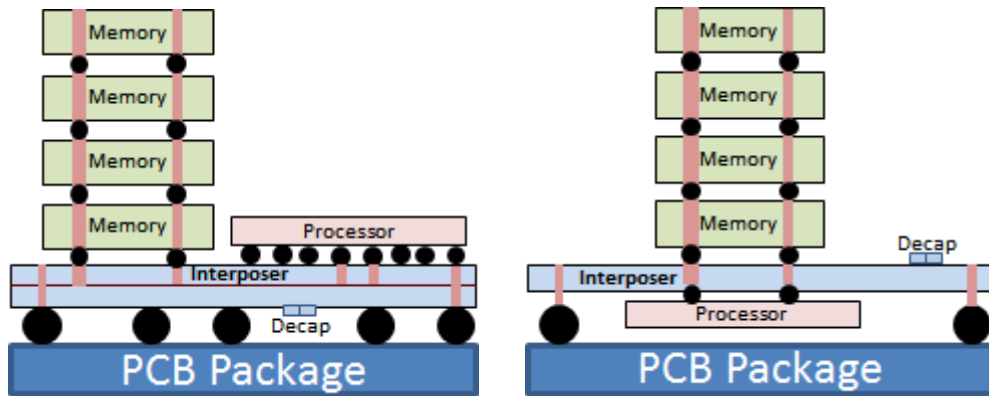 Memory
Memory
Memory
Memory
Processor
Interposer
Decap
PCB Package
Memory
Memory
Memory
Memory
Decap
Interposer
Processor
PCB Package